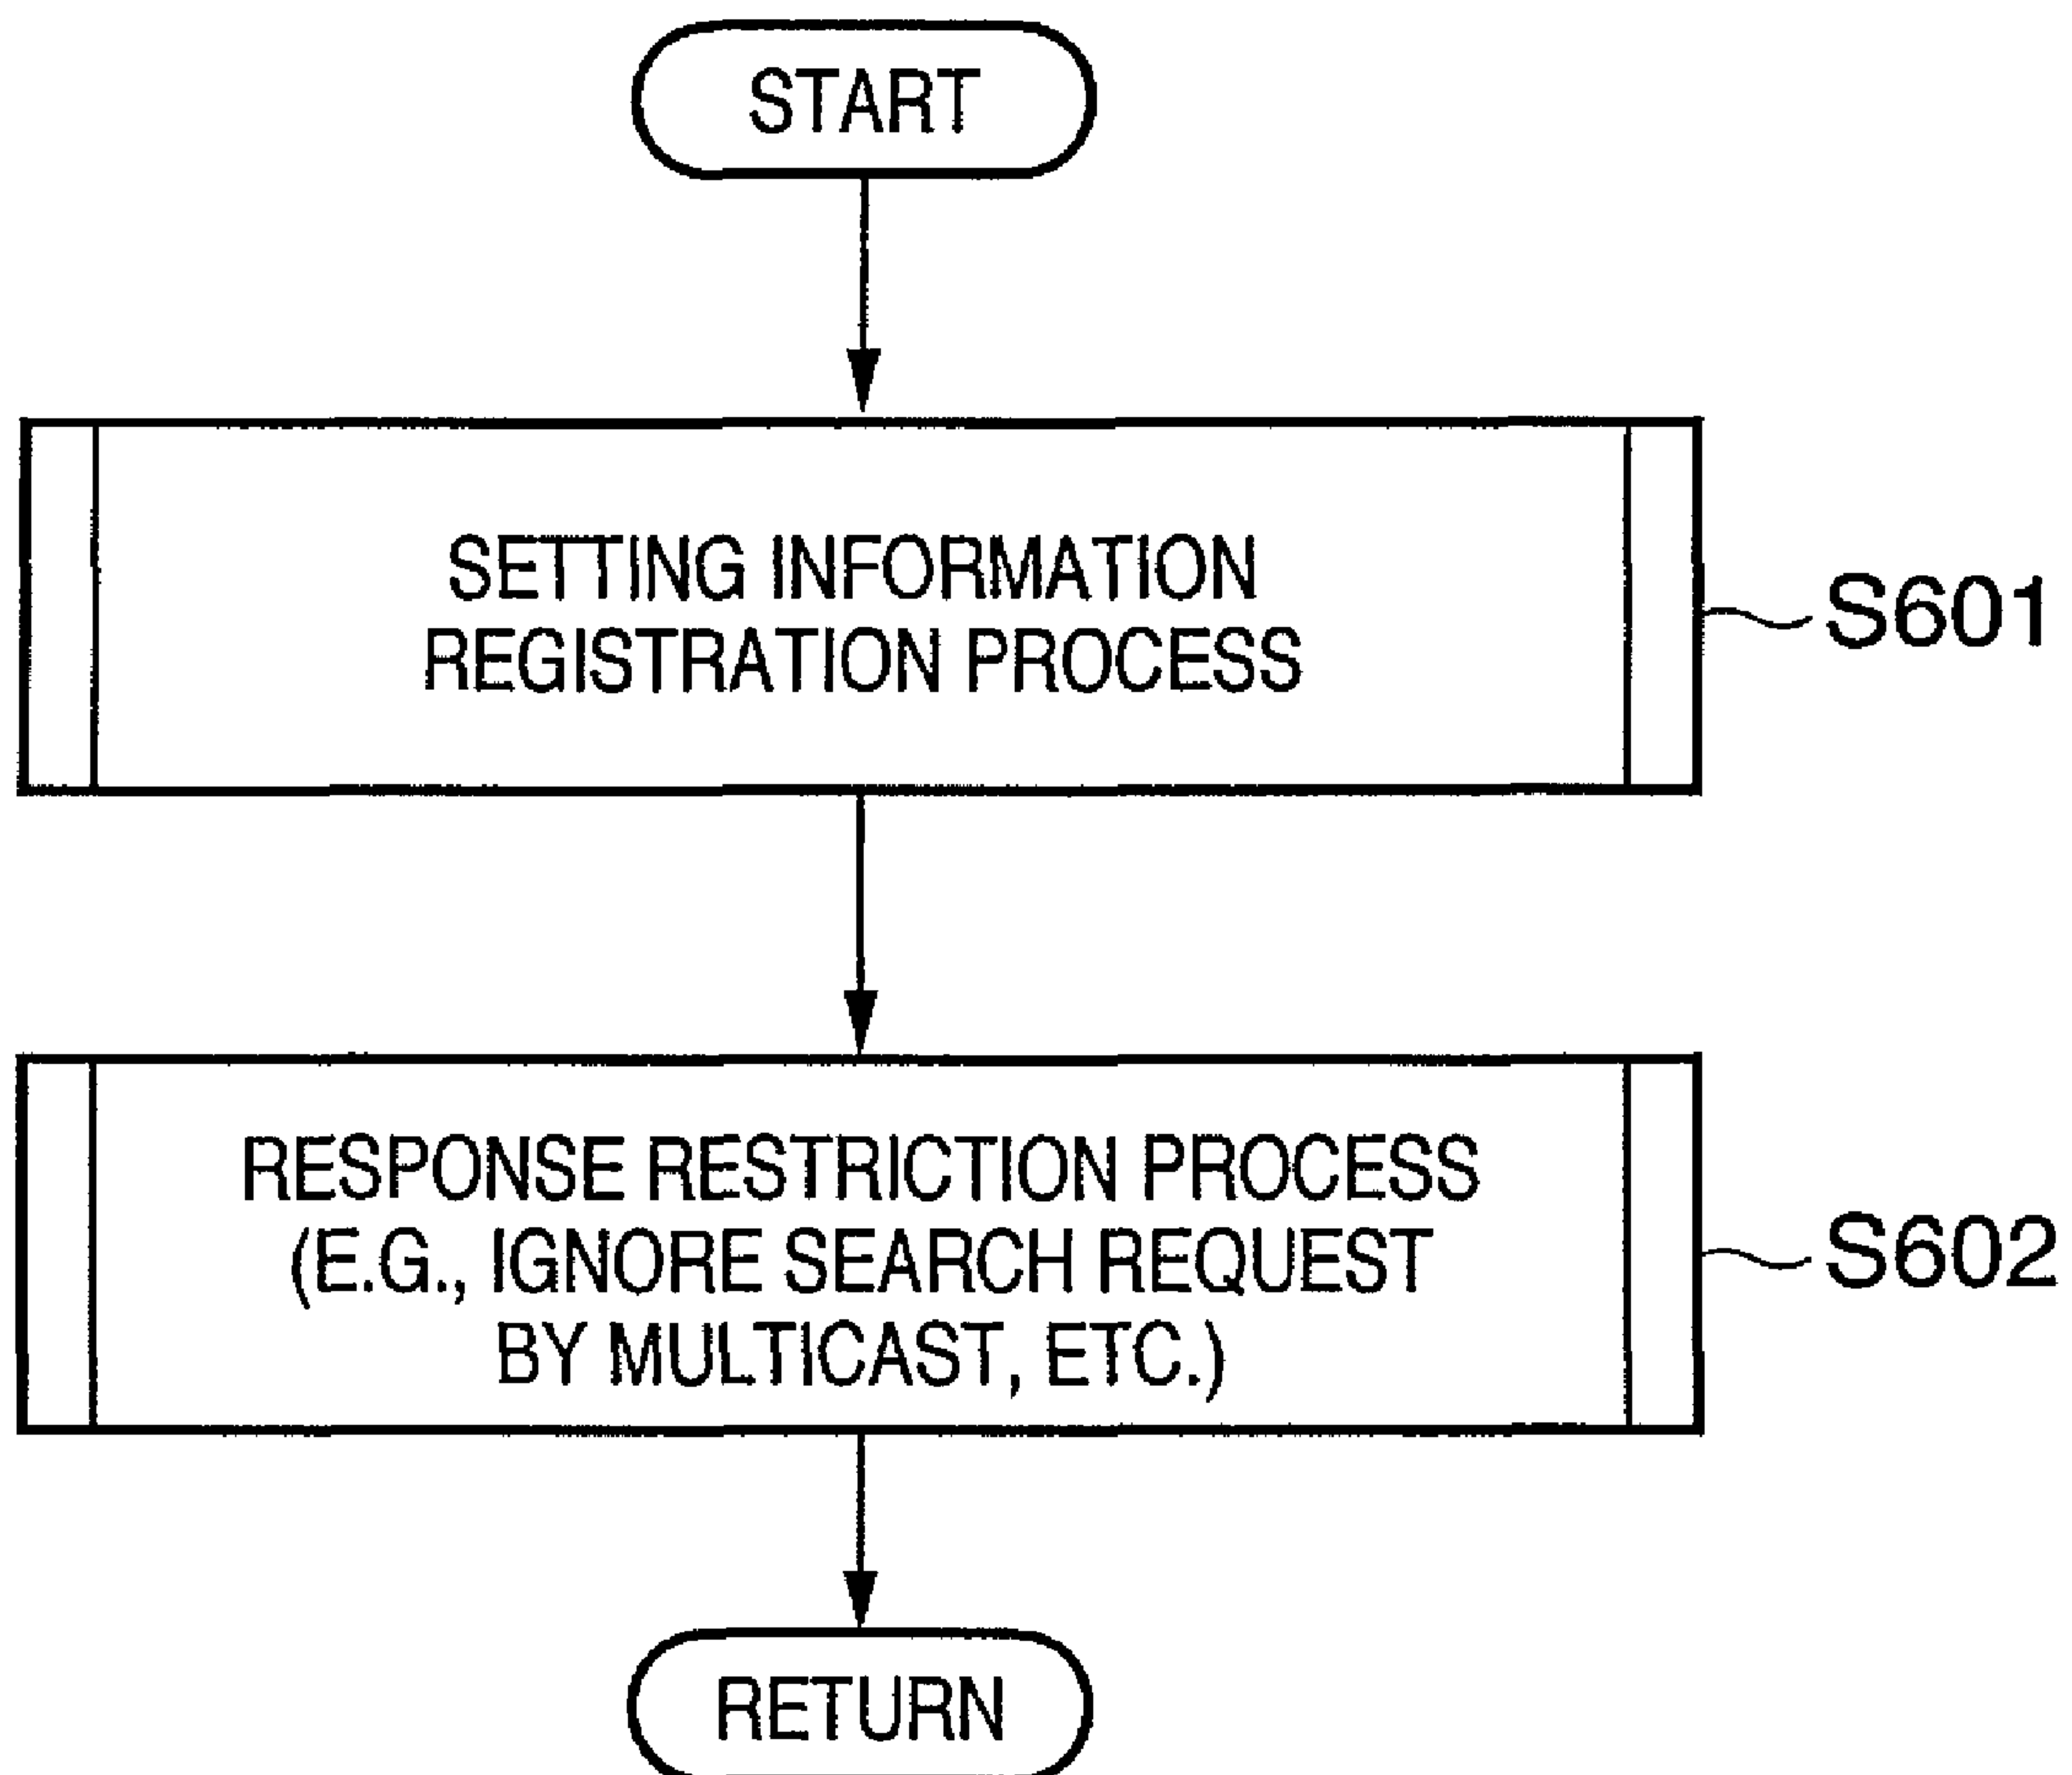 START
SETTING INFORMATION
REGISTRATION PROCESS
S601
RESPONSE RESTRICTION PROCESS
(E.G., IGNORE SEARCH REQUEST
BY MULTICAST, ETC.)
S602
RETURN